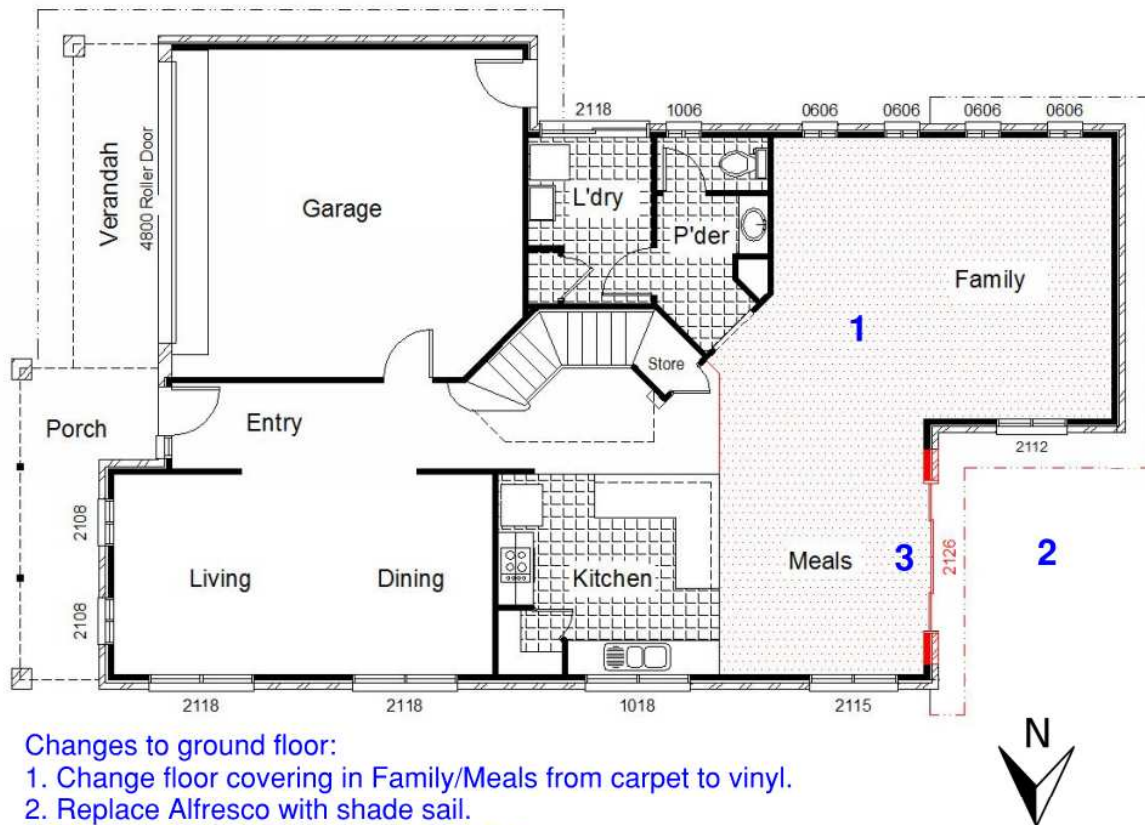 2118
1006
0606
0606
0606
0606
Verandah
4800 Roller Door
Garage
L'dry
P'der
Family
1
Store
Porch
Entry
2112
2108
Living
Dining
Kitchen
Meals
3
2126
2
2108
2118
2118
1018
2115
N
Changes to ground floor:
1. Change floor covering in Family/Meals from carpet to vinyl.
2. Replace Alfresco with shade sail.